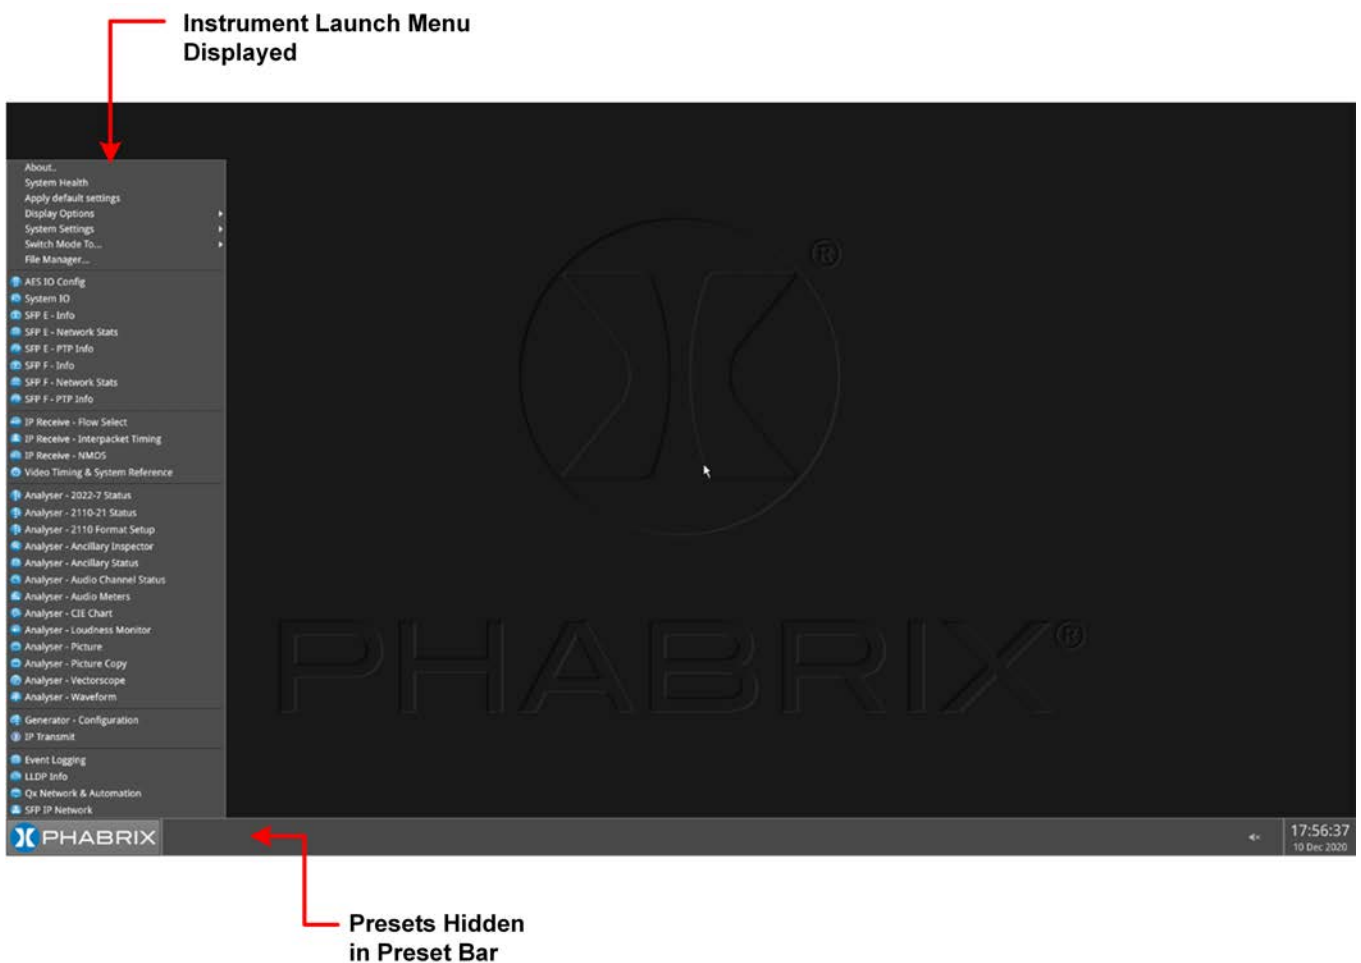 Instrument Launch Menu
Displayed
About..
System Health
Apply default settings
Display Options
System Settings
Switch Mode To...
File Manager...
AES IO Config
System IO
SFP E - Info
SFP E - Network Stats
SFP E - PTP Info
SFP F - Info
SFP F - Network Stats
SFP F - PTP Info
IP Receive - Flow Select
IP Receive - Interpacket Timing
IP Receive - NMOS
Video Timing & System Reference
Analyser - 2022-7 Status
Analyser - 2110-21 Status
Analyser - 2110 Format Setup
Analyser - Ancillary Inspector
Analyser - Ancillary Status
Analyser - Audio Channel Status
Analyser - Audio Meters
Analyser - CIE Chart
Analyser - Loudness Monitor
Analyser - Picture
Analyser - Picture Copy
Analyser - Vectorscope
Analyser - Waveform
Generator - Configuration
IP Transmit
Event Logging
LLDP Info
Qx Network & Automation
SFP IP Network
®
PHABRIX®
PHABRIX
17:56:37
10 Dec 2020
Presets Hidden
in Preset Bar